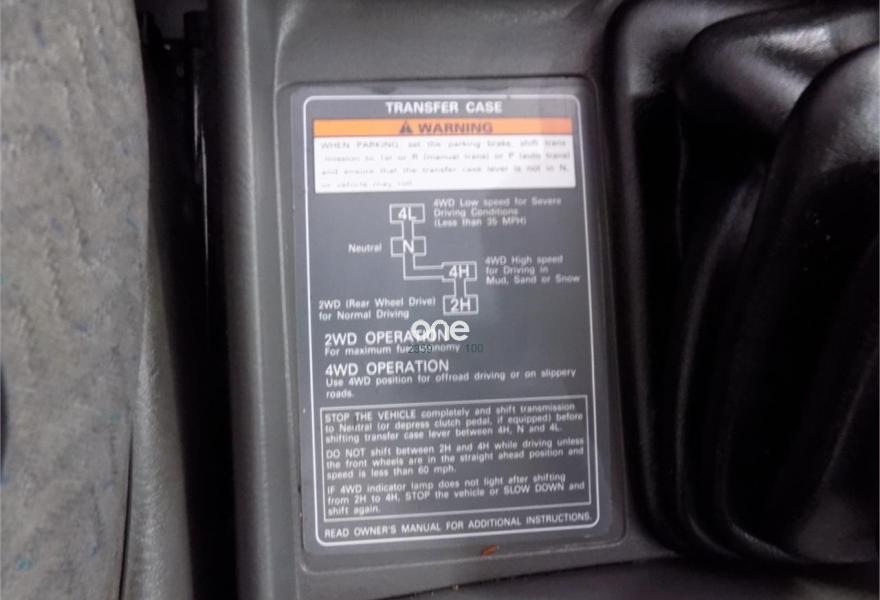 TRANSFER CASE
⚠ WARNING
WHEN PARKING, set the parking brake, shift trans
mission to 1st or R (manual trans) or P (auto trans)
and ensure that the transfer case lever is not in N,
or vehicle may roll.
4L
4WD Low speed for Severe
Driving Conditions
(Less than 35 MPH)
Neutral
N
4H
4WD High speed
for Driving in
Mud, Sand or Snow
2WD (Rear Wheel Drive)
for Normal Driving
2H
one
2WD OPERATION
For maximum fuel economy
100
4WD OPERATION
Use 4WD position for offroad driving or on slippery
roads.
STOP THE VEHICLE completely and shift transmission
to Neutral (or depress clutch pedal, if equipped) before
shifting transfer case lever between 4H, N and 4L.
DO NOT shift between 2H and 4H while driving unless
the front wheels are in the straight ahead position and
speed is less than 60 mph.
IF 4WD indicator lamp does not light after shifting
from 2H to 4H, STOP the vehicle or SLOW DOWN and
shift again.
READ OWNER'S MANUAL FOR ADDITIONAL INSTRUCTIONS.